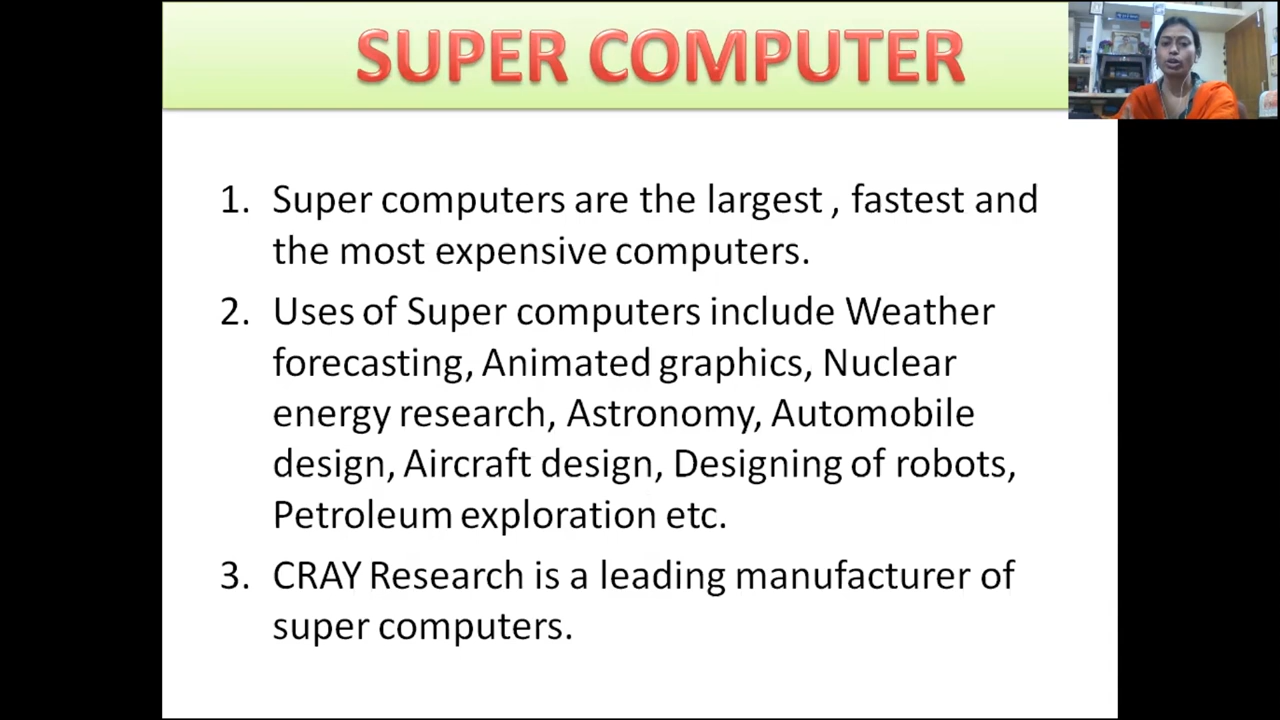 SUPER COMPUTER
1. Super computers are the largest , fastest and
the most expensive computers.
2. Uses of Super computers include Weather
forecasting, Animated graphics, Nuclear
energy research, Astronomy, Automobile
design, Aircraft design, Designing of robots,
Petroleum exploration etc.
3. CRAY Research is a leading manufacturer of
super computers.